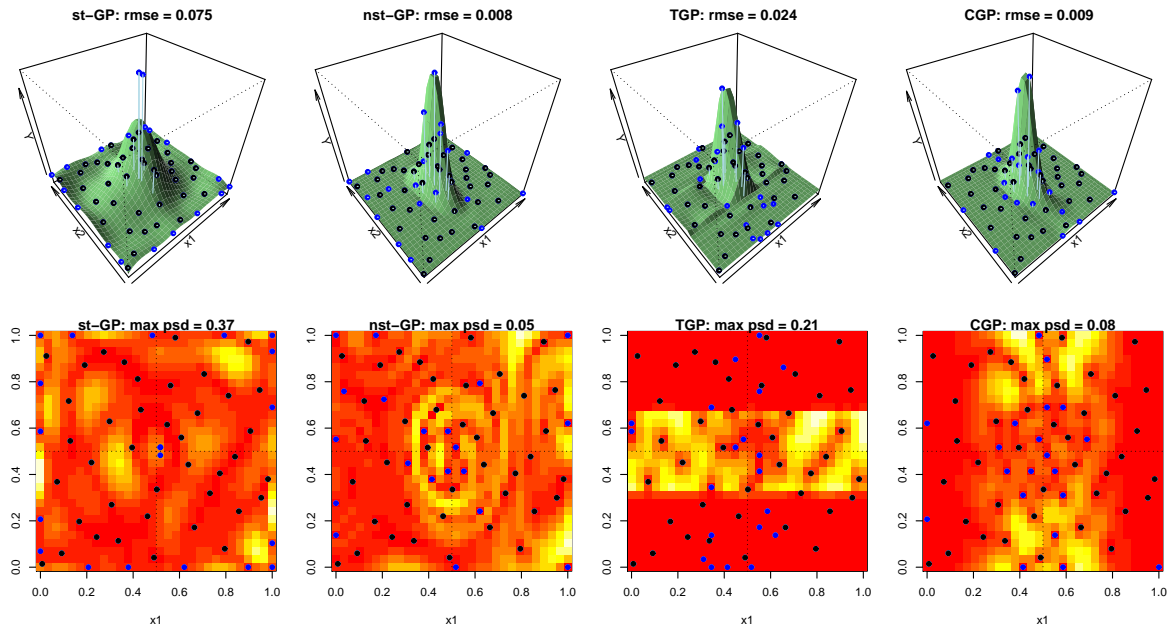 st−GP: rmse = 0.075
nst−GP: rmse = 0.008
TGP: rmse = 0.024
CGP: rmse = 0.009
Y
x2
x1
Y
x2
x1
Y
x2
x1
Y
x2
x1
st−GP: max psd = 0.37
nst−GP: max psd = 0.05
TGP: max psd = 0.21
CGP: max psd = 0.08
1.0
0.8
0.6
0.4
0.2
0.0
0.0 0.2 0.4 0.6 0.8 1.0
x1
1.0
0.8
0.6
0.4
0.2
0.0
0.0 0.2 0.4 0.6 0.8 1.0
x1
1.0
0.8
0.6
0.4
0.2
0.0
0.0 0.2 0.4 0.6 0.8 1.0
x1
1.0
0.8
0.6
0.4
0.2
0.0
0.0 0.2 0.4 0.6 0.8 1.0
x1